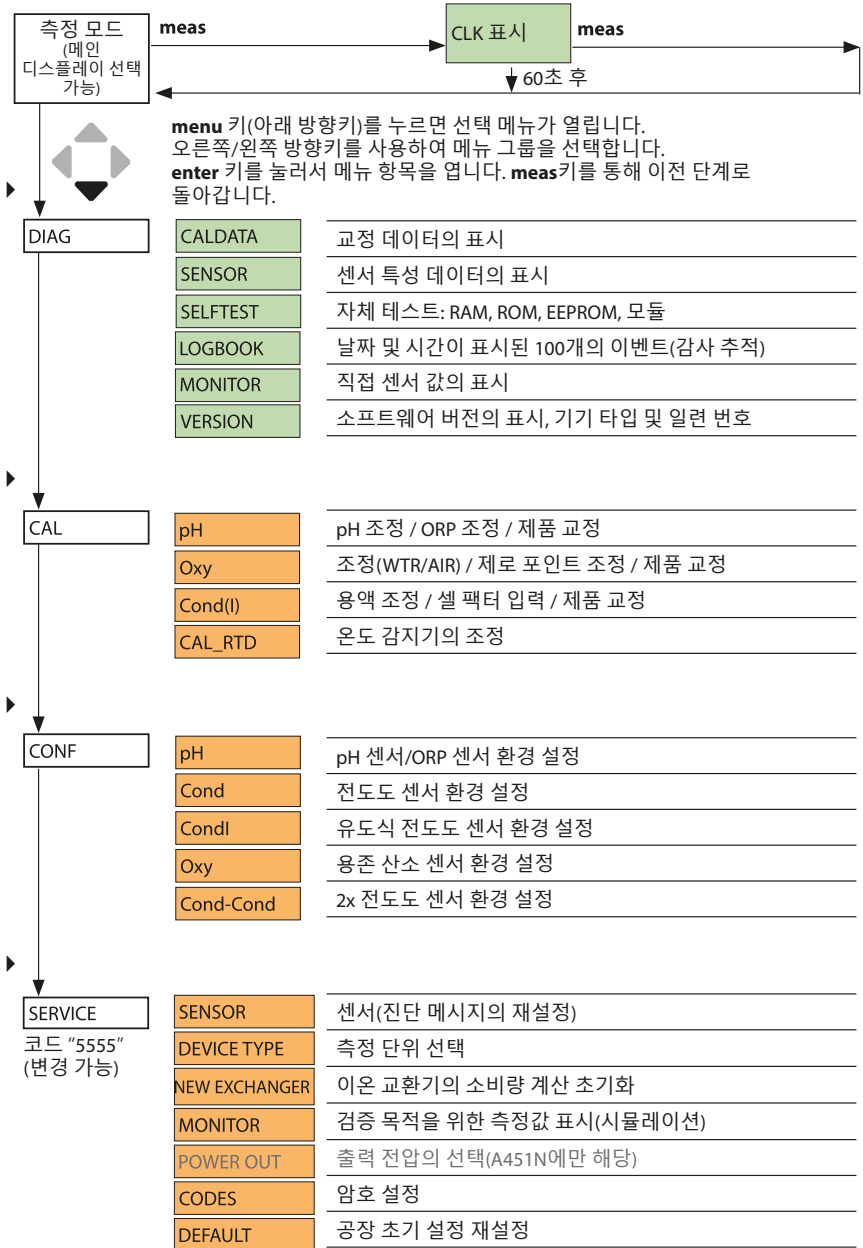 측정 모드
(메인
디스플레이 선택
가능)
meas
CLK 표시
meas
60초 후
menu 키(아래 방향키)를 누르면 선택 메뉴가 열립니다.
오른쪽/왼쪽 방향키를 사용하여 메뉴 그룹을 선택합니다.
enter 키를 눌러서 메뉴 항목을 엽니다. meas키를 통해 이전 단계로
돌아갑니다.
DIAG
CALDATA 교정 데이터의 표시
SENSOR 센서 특성 데이터의 표시
SELFTEST 자체 테스트: RAM, ROM, EEPROM, 모듈
LOGBOOK 날짜 및 시간이 표시된 100개의 이벤트(감사 추적)
MONITOR 직접 센서 값의 표시
VERSION 소프트웨어 버전의 표시, 기기 타입 및 일련 번호
CAL
pH pH 조정 / ORP 조정 / 제품 교정
Oxy 조정(WTR/AIR) / 제로 포인트 조정 / 제품 교정
Cond(I) 용액 조정 / 셀 팩터 입력 / 제품 교정
CAL_RTD 온도 감지기의 조정
CONF
pH pH 센서/ORP 센서 환경 설정
Cond 전도도 센서 환경 설정
CondI 유도식 전도도 센서 환경 설정
Oxy 용존 산소 센서 환경 설정
Cond-Cond 2x 전도도 센서 환경 설정
SERVICE
코드 "5555"
(변경 가능)
SENSOR 센서(진단 메시지의 재설정)
DEVICE TYPE 측정 단위 선택
NEW EXCHANGER 이온 교환기의 소비량 계산 초기화
MONITOR 검증 목적을 위한 측정값 표시(시뮬레이션)
POWER OUT 출력 전압의 선택(A451N에만 해당)
CODES 암호 설정
DEFAULT 공장 초기 설정 재설정